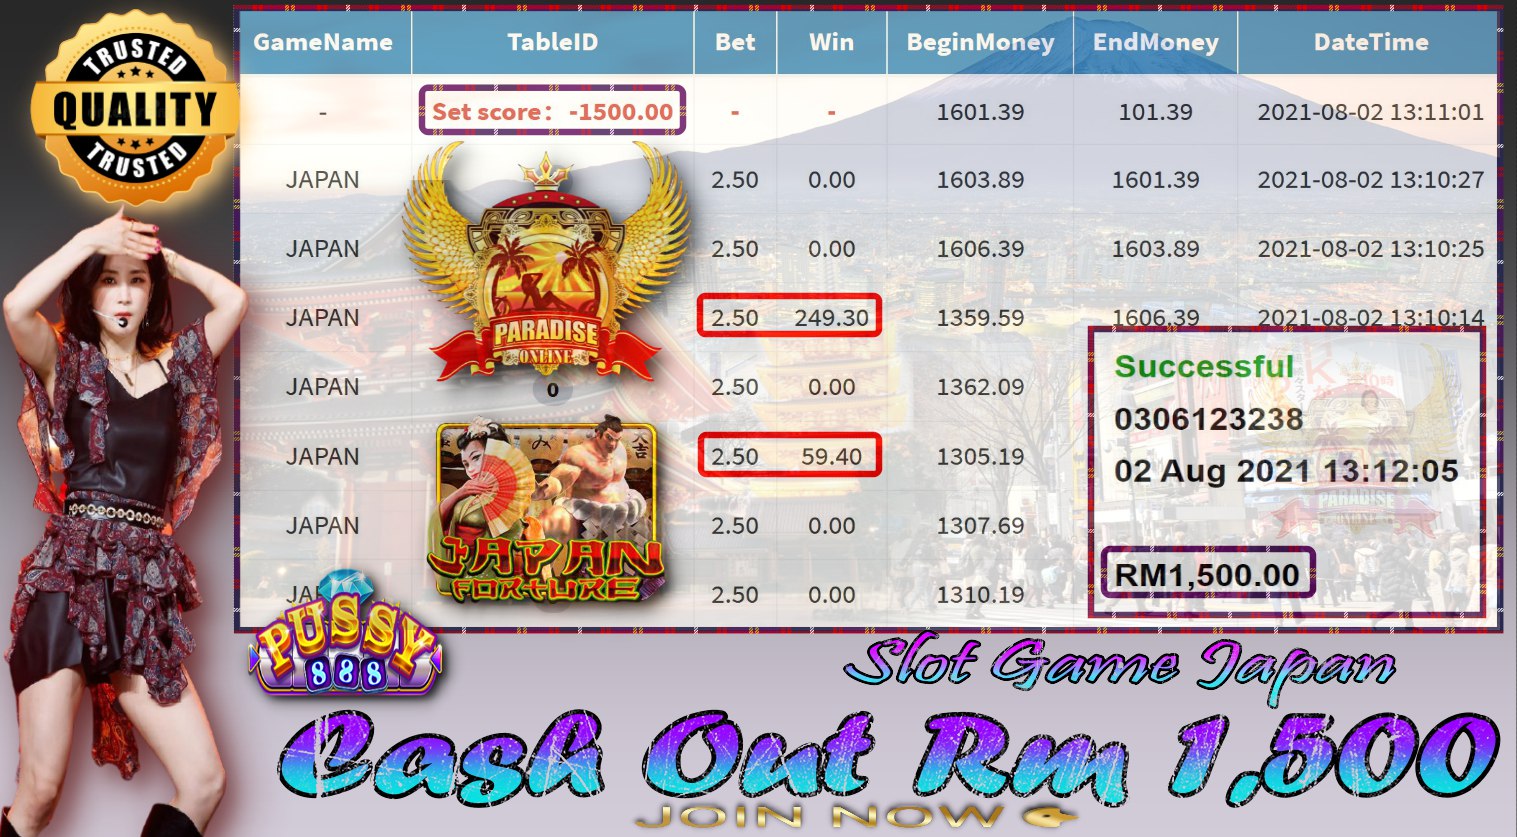 TRUSTED
QUALITY
TRUSTED
GameName TableID Bet Win BeginMoney EndMoney DateTime
- Set score: -1500.00 - - 1601.39 101.39 2021-08-02 13:11:01
JAPAN 2.50 0.00 1603.89 1601.39 2021-08-02 13:10:27
JAPAN 2.50 0.00 1606.39 1603.89 2021-08-02 13:10:25
JAPAN 2.50 249.30 1359.59 1606.39 2021-08-02 13:10:14
JAPAN 0 2.50 0.00 1362.09
JAPAN 2.50 59.40 1305.19
JAPAN 2.50 0.00 1307.69
JA 2.50 0.00 1310.19
PARADISE
ONLINE
JAPAN
FORTURE
Successful
0306123238
02 Aug 2021 13:12:05
RM1,500.00
PUSSY
888
Slot Game Japan
Cash Out Rm 1,500
JOIN NOW